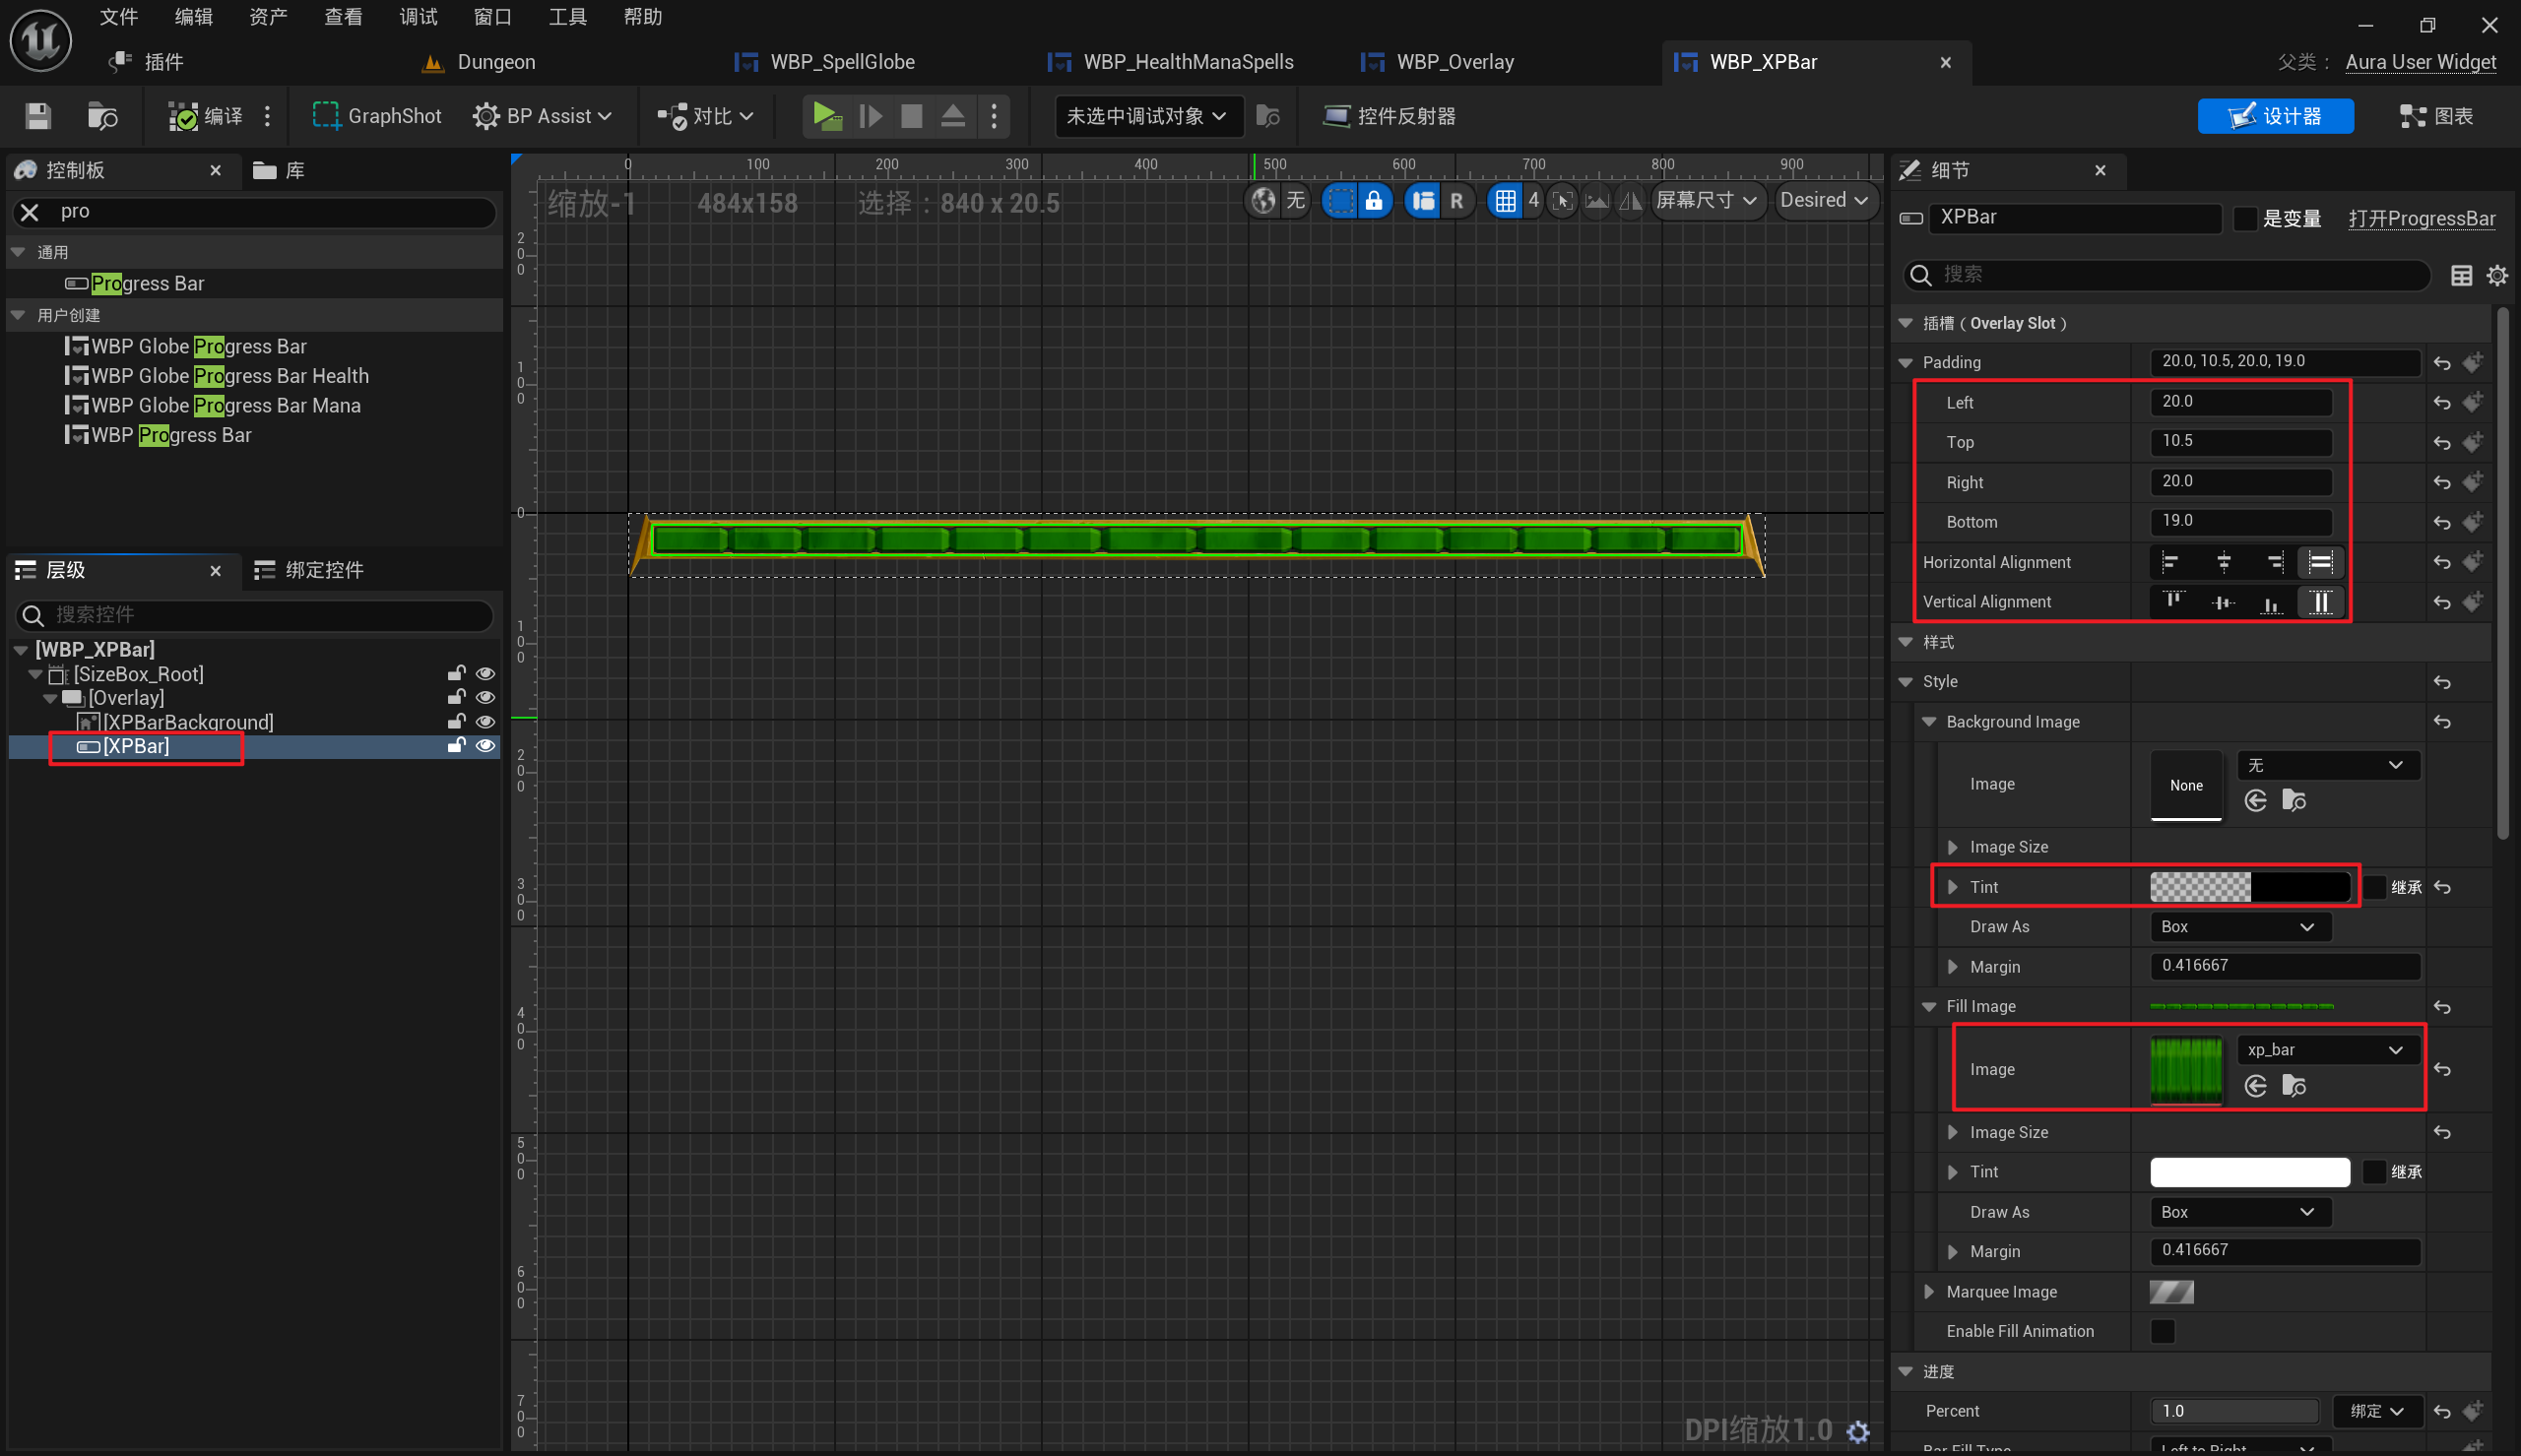 文件 编辑 资产 查看 调试 窗口 工具 帮助
插件 Dungeon WBP_SpellGlobe WBP_HealthManaSpells WBP_Overlay WBP_XPBar 父类： Aura User Widget
编译 GraphShot BP Assist 对比 未选中调试对象 控件反射器 设计器 图表
控制板 库
pro
通用
Progress Bar
用户创建
WBP Globe Progress Bar
WBP Globe Progress Bar Health
WBP Globe Progress Bar Mana
WBP Progress Bar
层级 绑定控件
搜索控件
[WBP_XPBar]
[SizeBox_Root]
[Overlay]
[XPBarBackground]
[XPBar]
0 100 200 300 400 500 600 700 800 900
缩放-1 484x158 选择：840 x 20.5 无 R 4 屏幕尺寸 Desired
200
100
0
100
200
300
400
500
600
700
DPI缩放1.0
细节
XPBar 是变量 打开ProgressBar
搜索
插槽（Overlay Slot）
Padding 20.0, 10.5, 20.0, 19.0
Left 20.0
Top 10.5
Right 20.0
Bottom 19.0
Horizontal Alignment
Vertical Alignment
样式
Style
Background Image
Image None 无
Image Size
Tint 继承
Draw As Box
Margin 0.416667
Fill Image
Image xp_bar
Image Size
Tint 继承
Draw As Box
Margin 0.416667
Marquee Image
Enable Fill Animation
进度
Percent 1.0 绑定
Bar Fill Type Left to Right